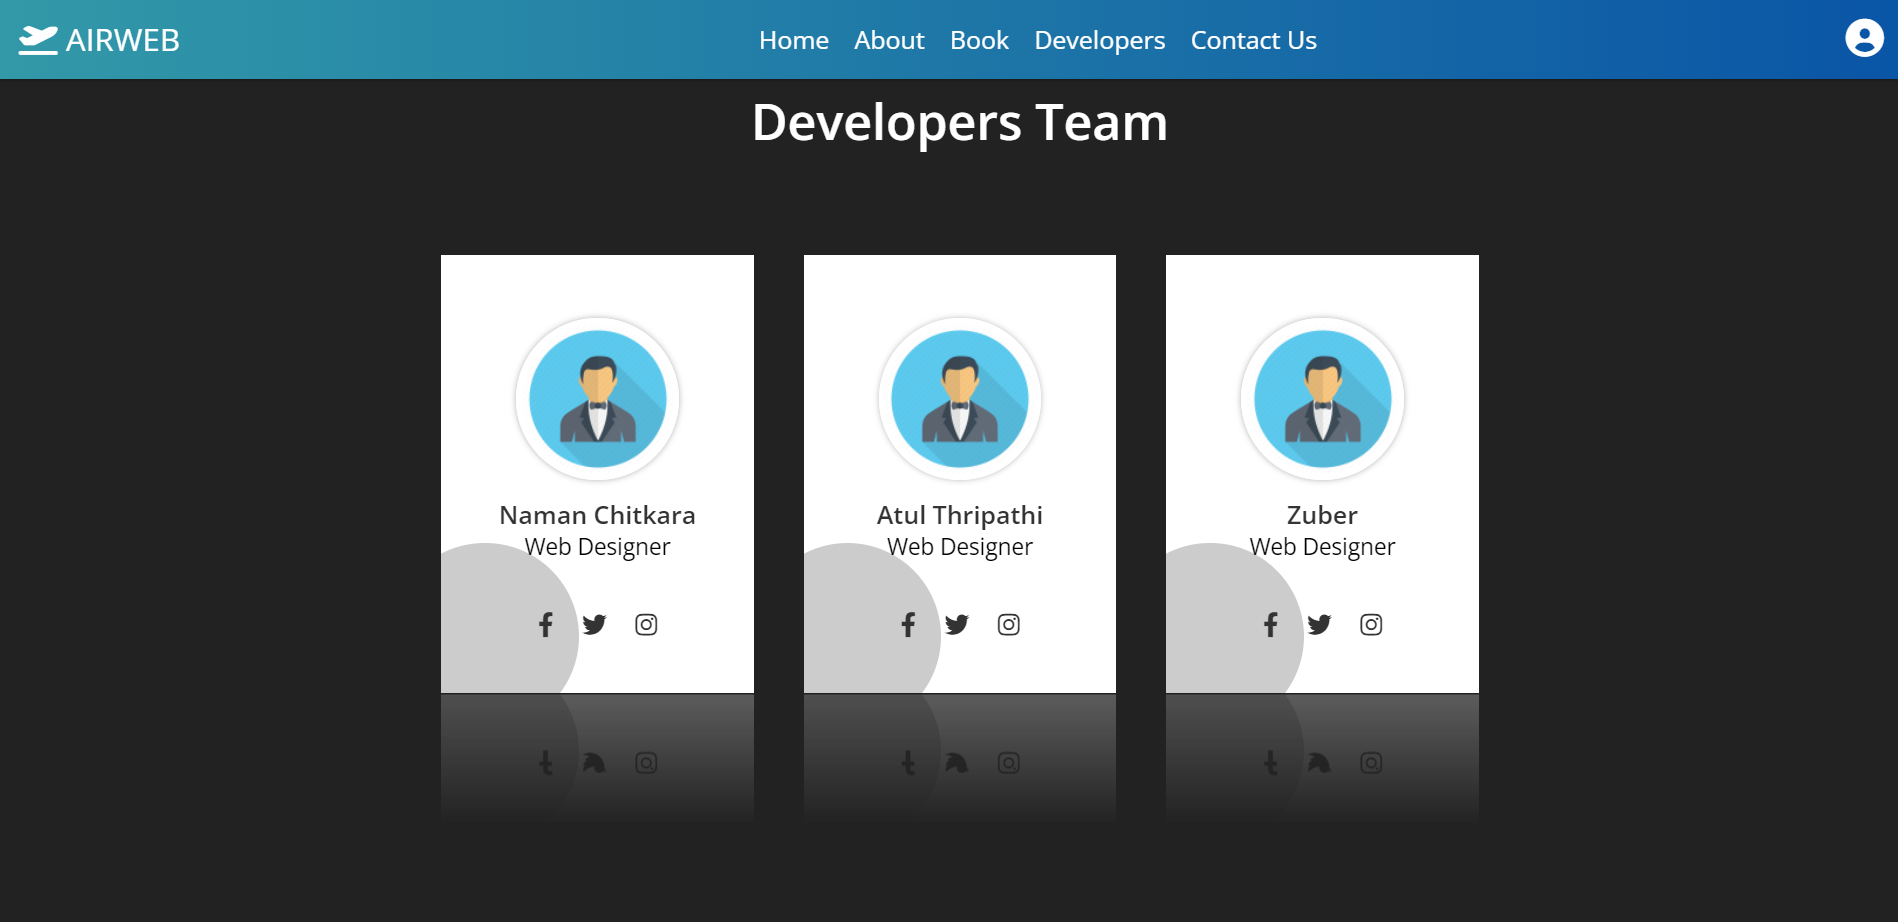 AIRWEB
Home About Book Developers Contact Us
Developers Team
Naman Chitkara
Web Designer
Atul Thripathi
Web Designer
Zuber
Web Designer